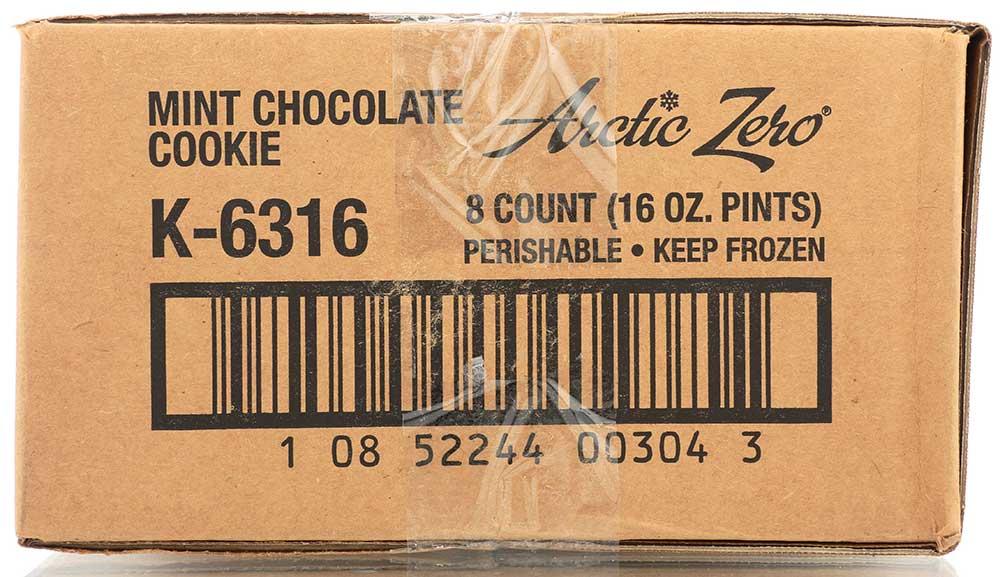 MINT CHOCOLATE
COOKIE
Arctic Zero®
K-6316
8 COUNT (16 OZ. PINTS)
PERISHABLE • KEEP FROZEN
1 08 52244 00304 3